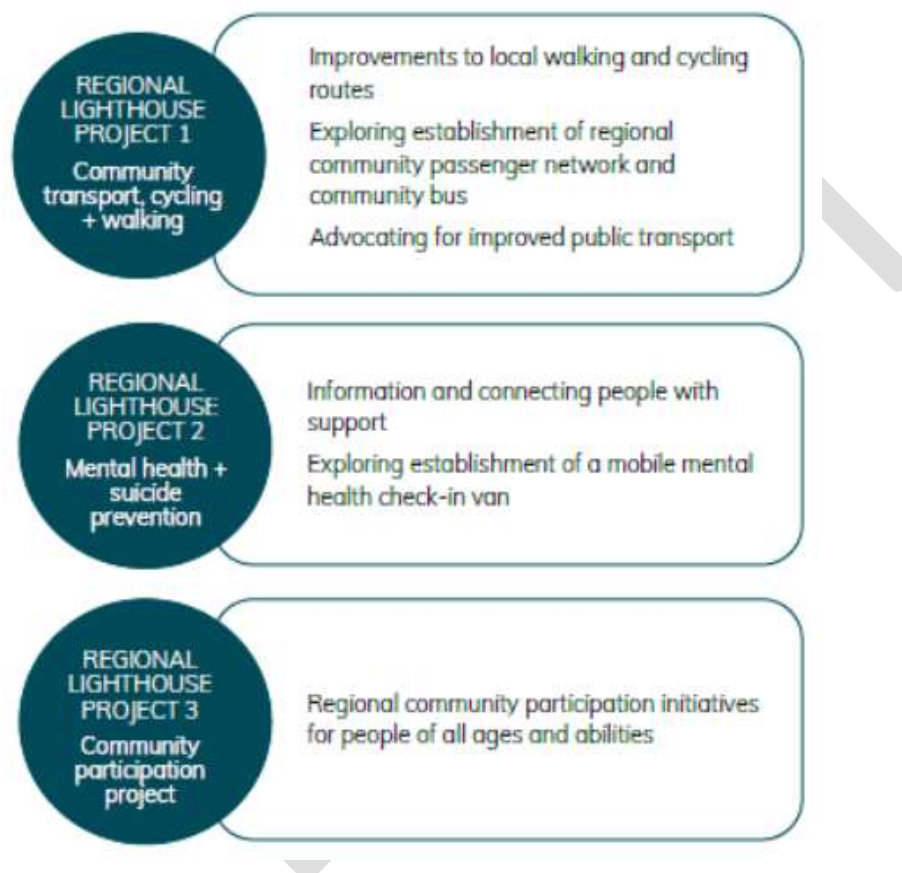 REGIONAL
LIGHTHOUSE
PROJECT 1
Community
transport, cycling
+ walking
Improvements to local walking and cycling
routes
Exploring establishment of regional
community passenger network and
community bus
Advocating for improved public transport
REGIONAL
LIGHTHOUSE
PROJECT 2
Mental health +
suicide
prevention
Information and connecting people with
support
Exploring establishment of a mobile mental
health check-in van
REGIONAL
LIGHTHOUSE
PROJECT 3
Community
participation
project
Regional community participation initiatives
for people of all ages and abilities